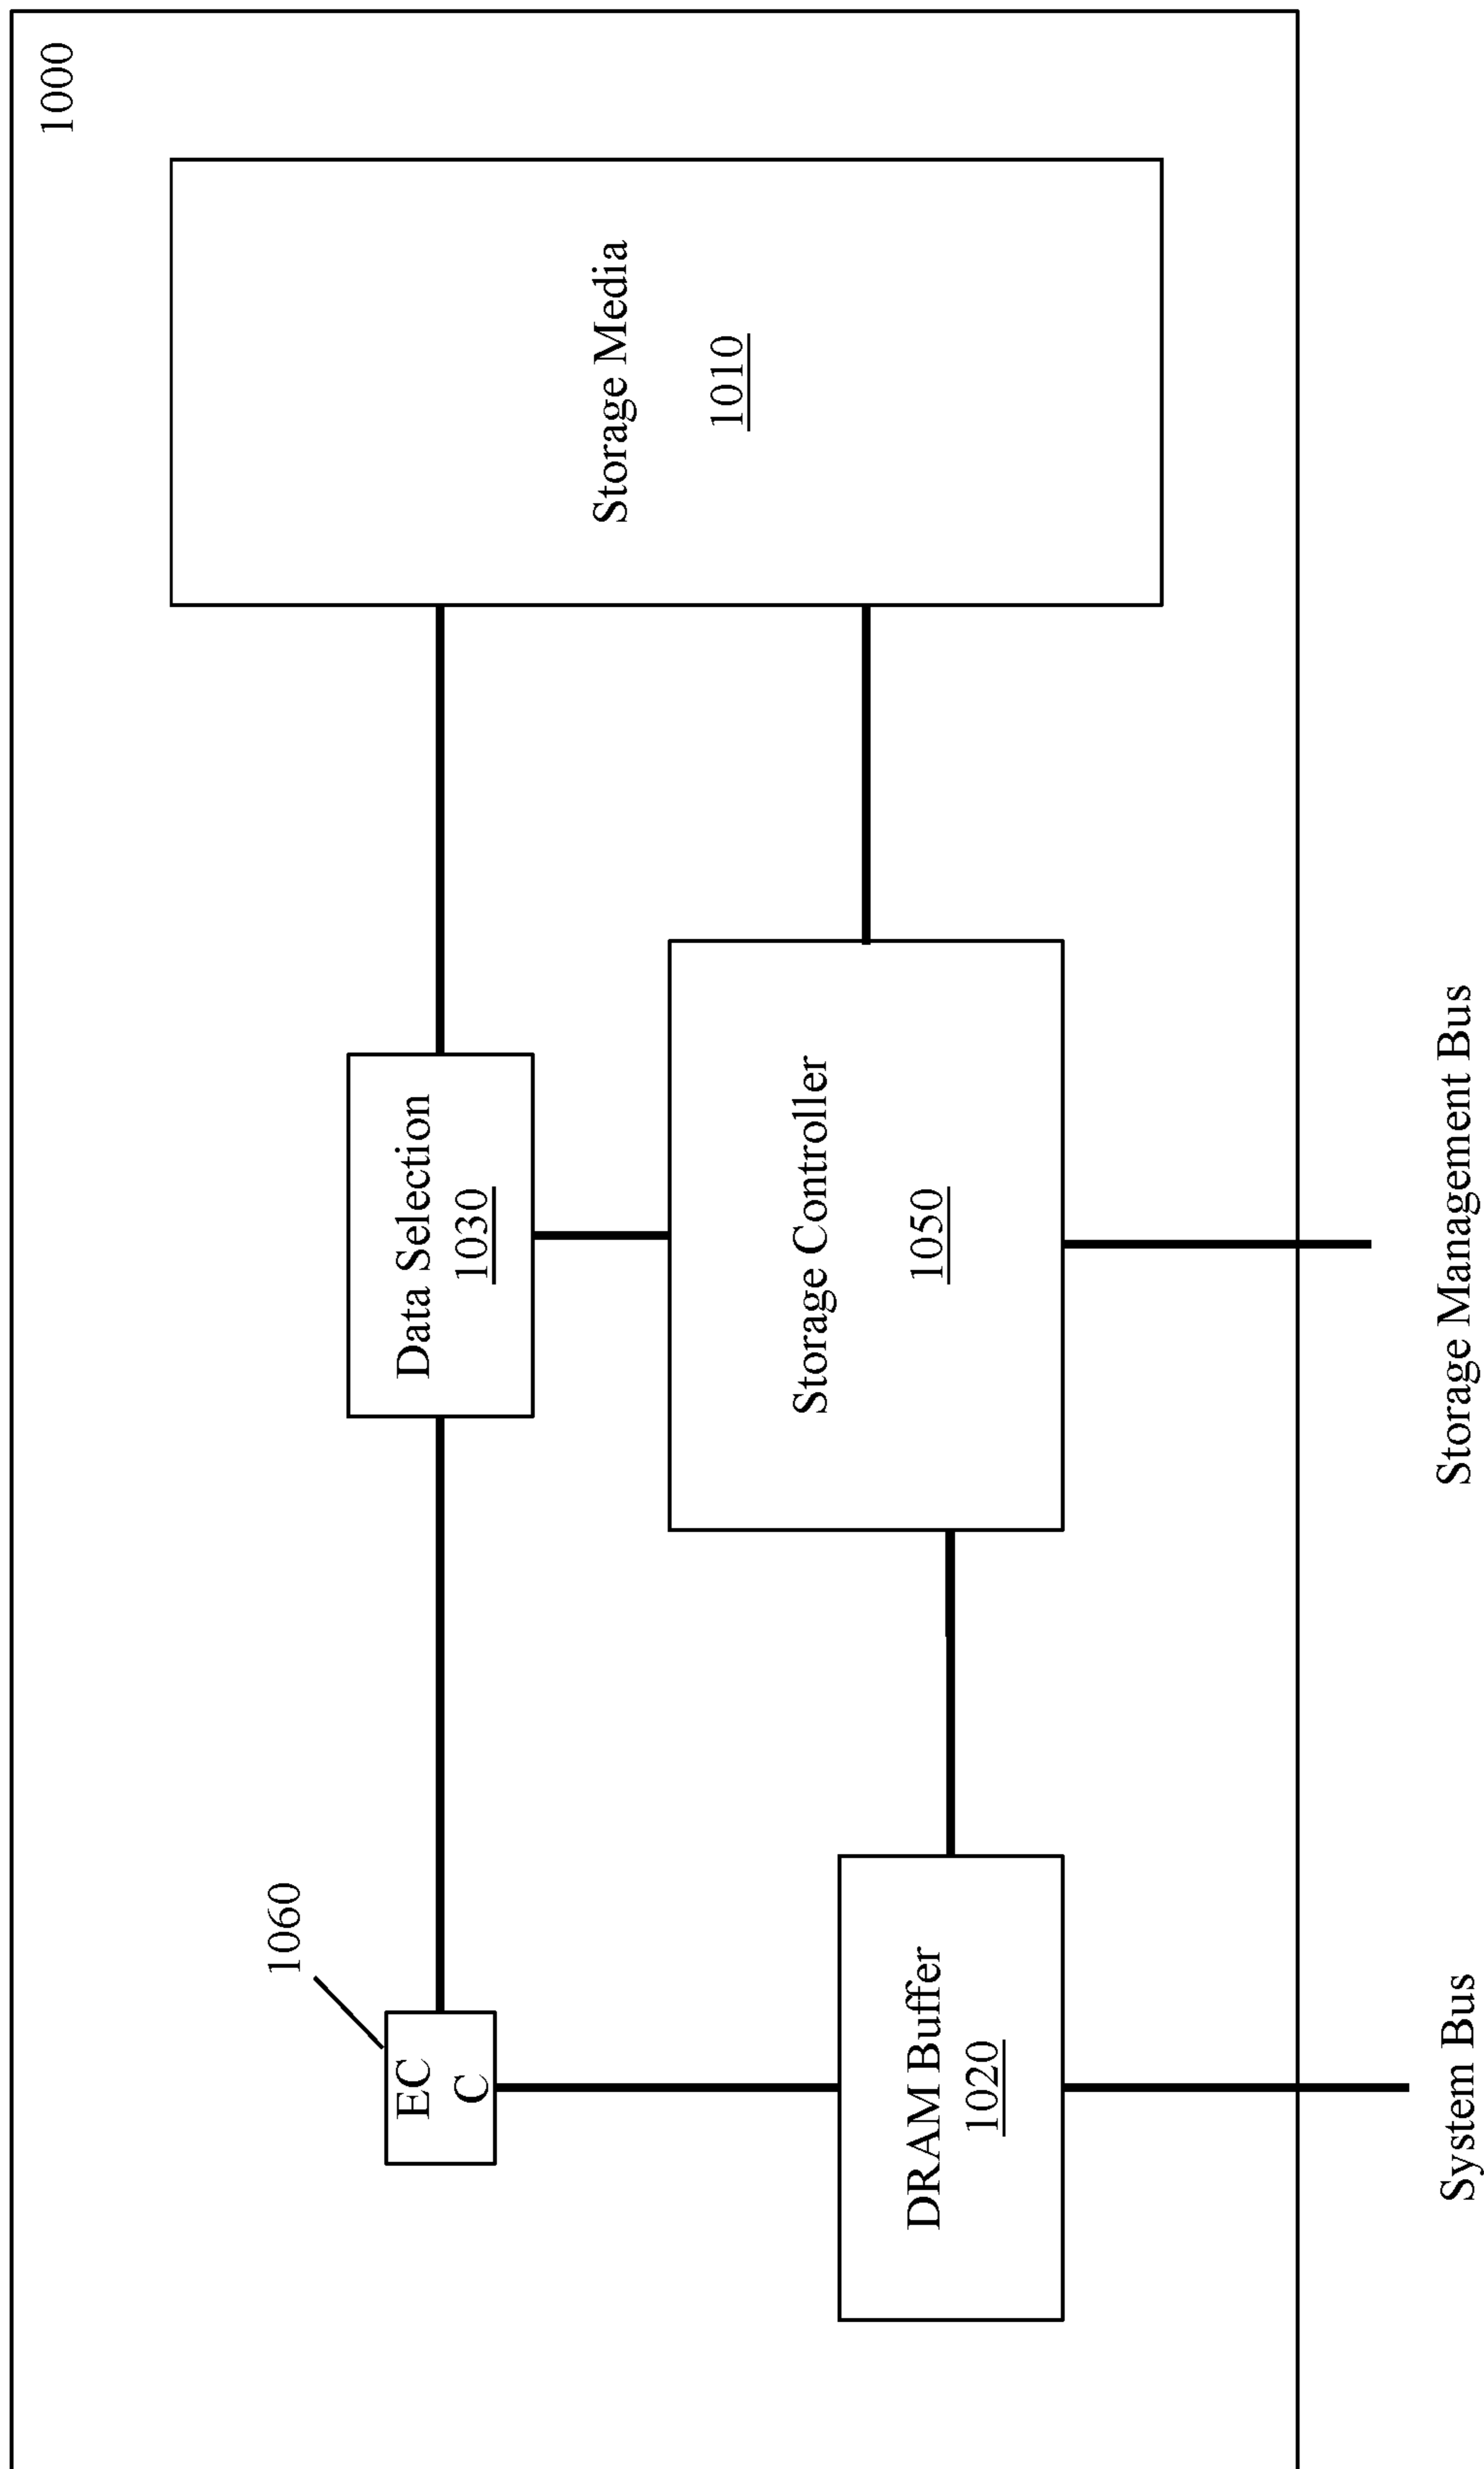 1000
1060
EC
C
Data Selection
1030
Storage Media
1010
Storage Controller
1050
DRAM Buffer
1020
System Bus
Storage Management Bus